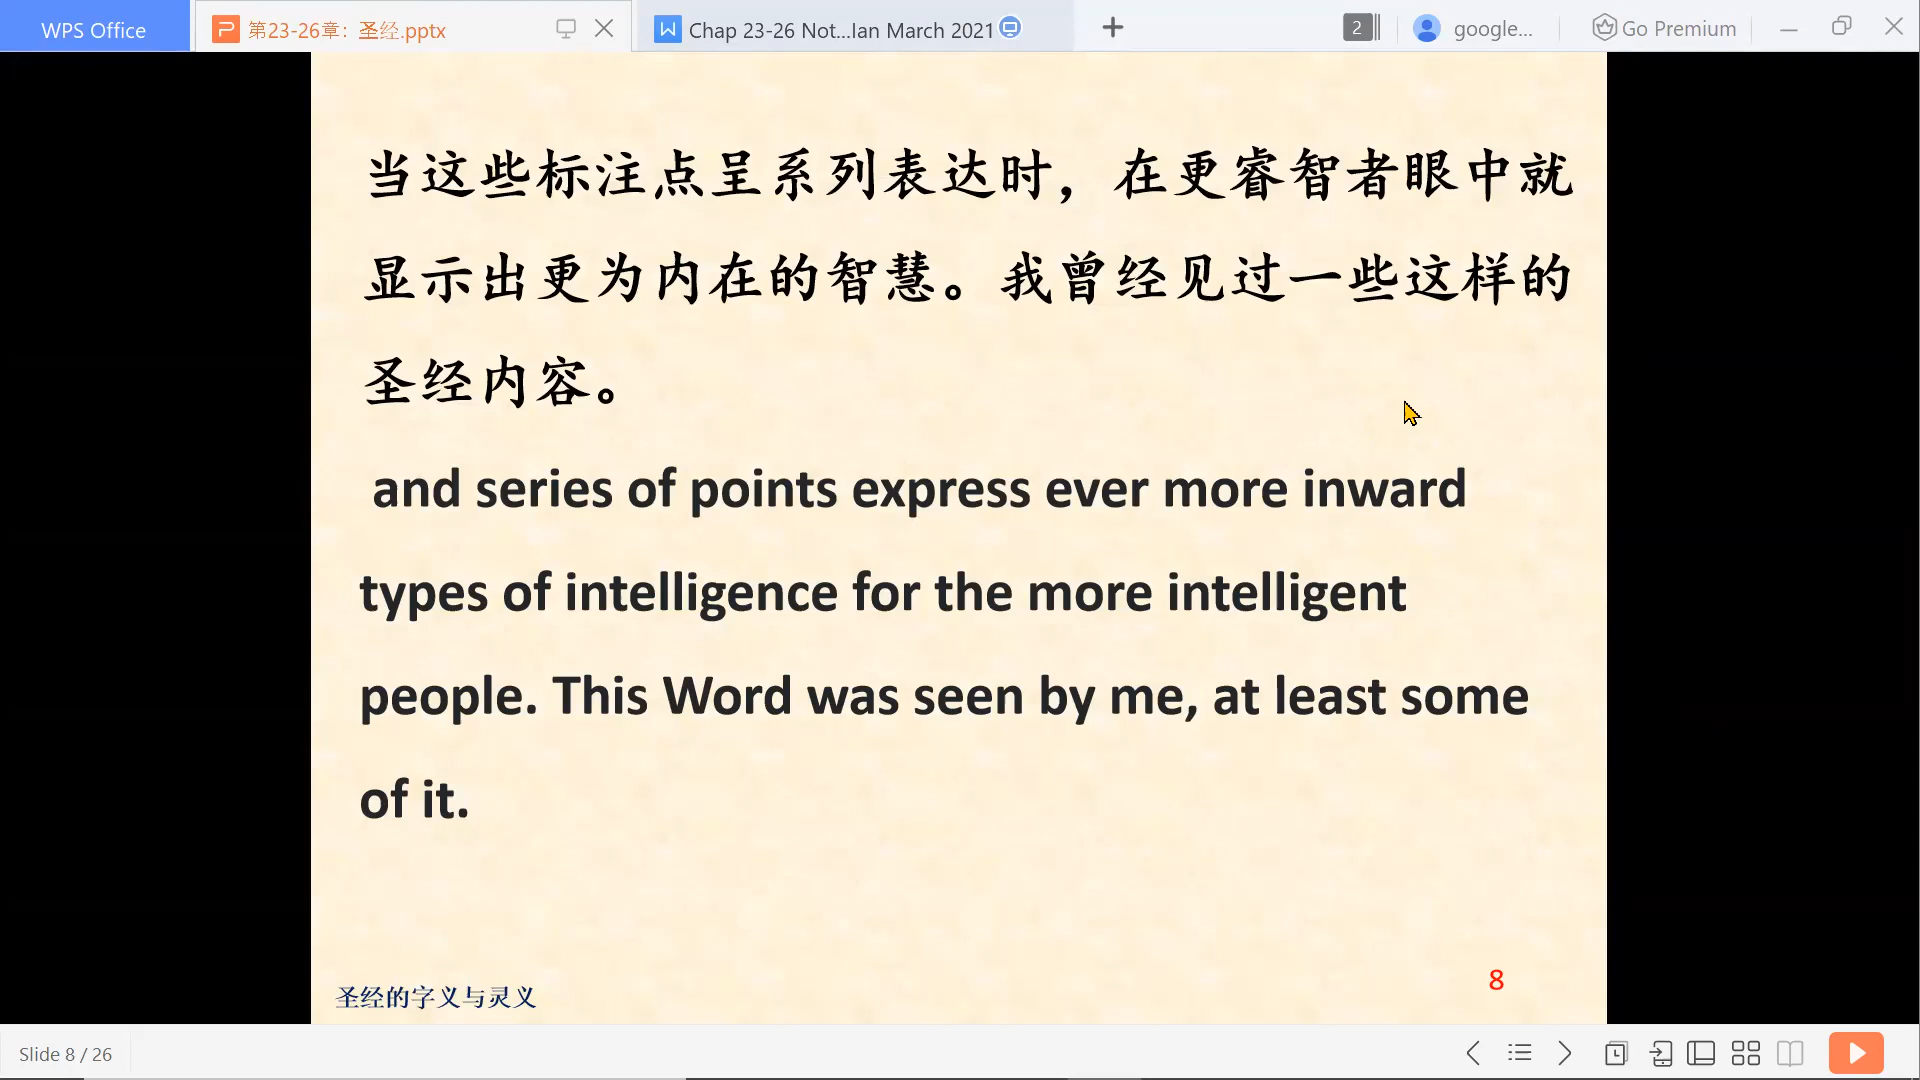 WPS Office
第23-26章：圣经.pptx
Chap 23-26 Not...Ian March 2021
2
google...
Go Premium
当这些标注点呈系列表达时，在更睿智者眼中就
显示出更为内在的智慧。我曾经见过一些这样的
圣经内容。
and series of points express ever more inward
types of intelligence for the more intelligent
people. This Word was seen by me, at least some
of it.
圣经的字义与灵义
8
Slide 8 / 26